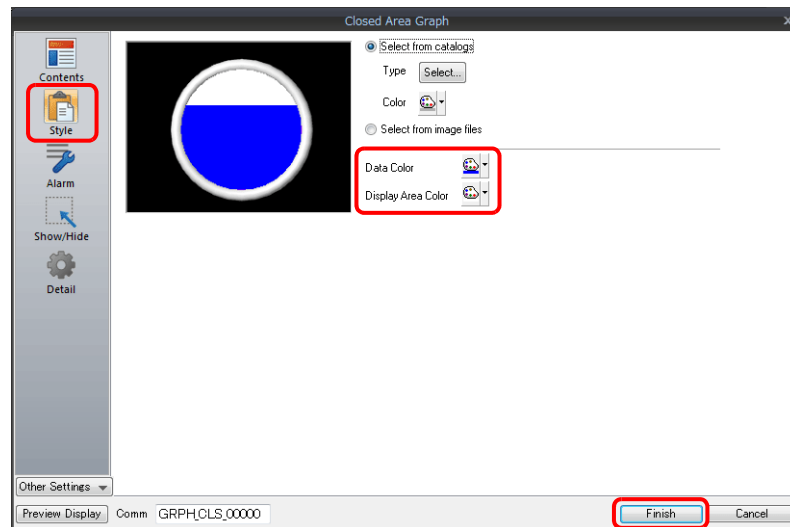 Closed Area Graph
Contents
Style
Alarm
Show/Hide
Detail
Select from catalogs
Type Select...
Color
Select from image files
Data Color
Display Area Color
Other Settings
Preview Display Comm GRPH_CLS_00000 Finish Cancel